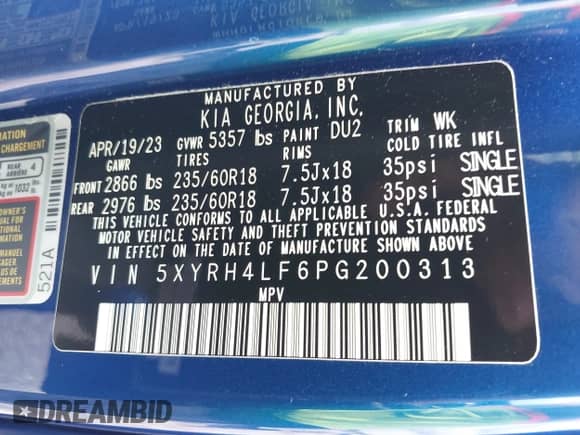 MANUFACTURED BY
KIA GEORGIA, INC.
APR/19/23 GVWR 5357 lbs PAINT DU2 TRIM WK
GAWR TIRES RIMS COLD TIRE INFL
FRONT 2866 lbs 235/60R18 7.5Jx18 35psi SINGLE
REAR 2976 lbs 235/60R18 7.5Jx18 35psi SINGLE
THIS VEHICLE CONFORMS TO ALL APPLICABLE U.S.A. FEDERAL
MOTOR VEHICLE SAFETY AND THEFT PREVENTION STANDARDS
IN EFFECT ON THE DATE OF MANUFACTURE SHOWN ABOVE.
VIN 5XYRH4LF6PG200313
MPV
REAR 4
ARRIÈRE
521A
DREAMBID